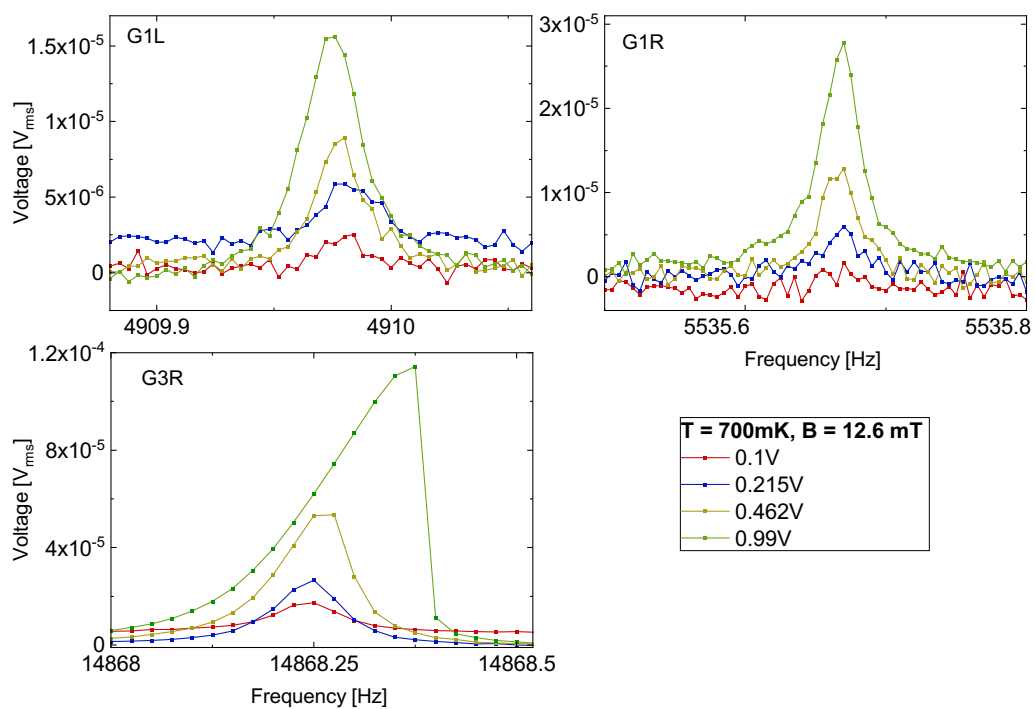 G1L
Voltage [Vrms]
1.5x10-5
1x10-5
5x10-6
0
4909.9
4910
G1R
3x10-5
2x10-5
1x10-5
0
5535.6
5535.8
Frequency [Hz]
G3R
Voltage [Vrms]
1.2x10-4
8x10-5
4x10-5
0
14868
14868.25
14868.5
Frequency [Hz]
T = 700mK, B = 12.6 mT
0.1V
0.215V
0.462V
0.99V